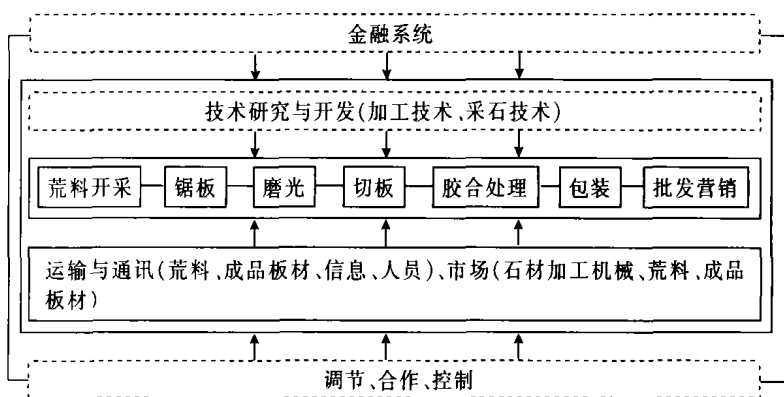 金融系统
技术研究与开发(加工技术、采石技术)
荒料开采 锯板 磨光 切板 胶合处理 包装 批发营销
运输与通讯(荒料、成品板材、信息、人员)、市场(石材加工机械、荒料、成品
板材)
调节、合作、控制